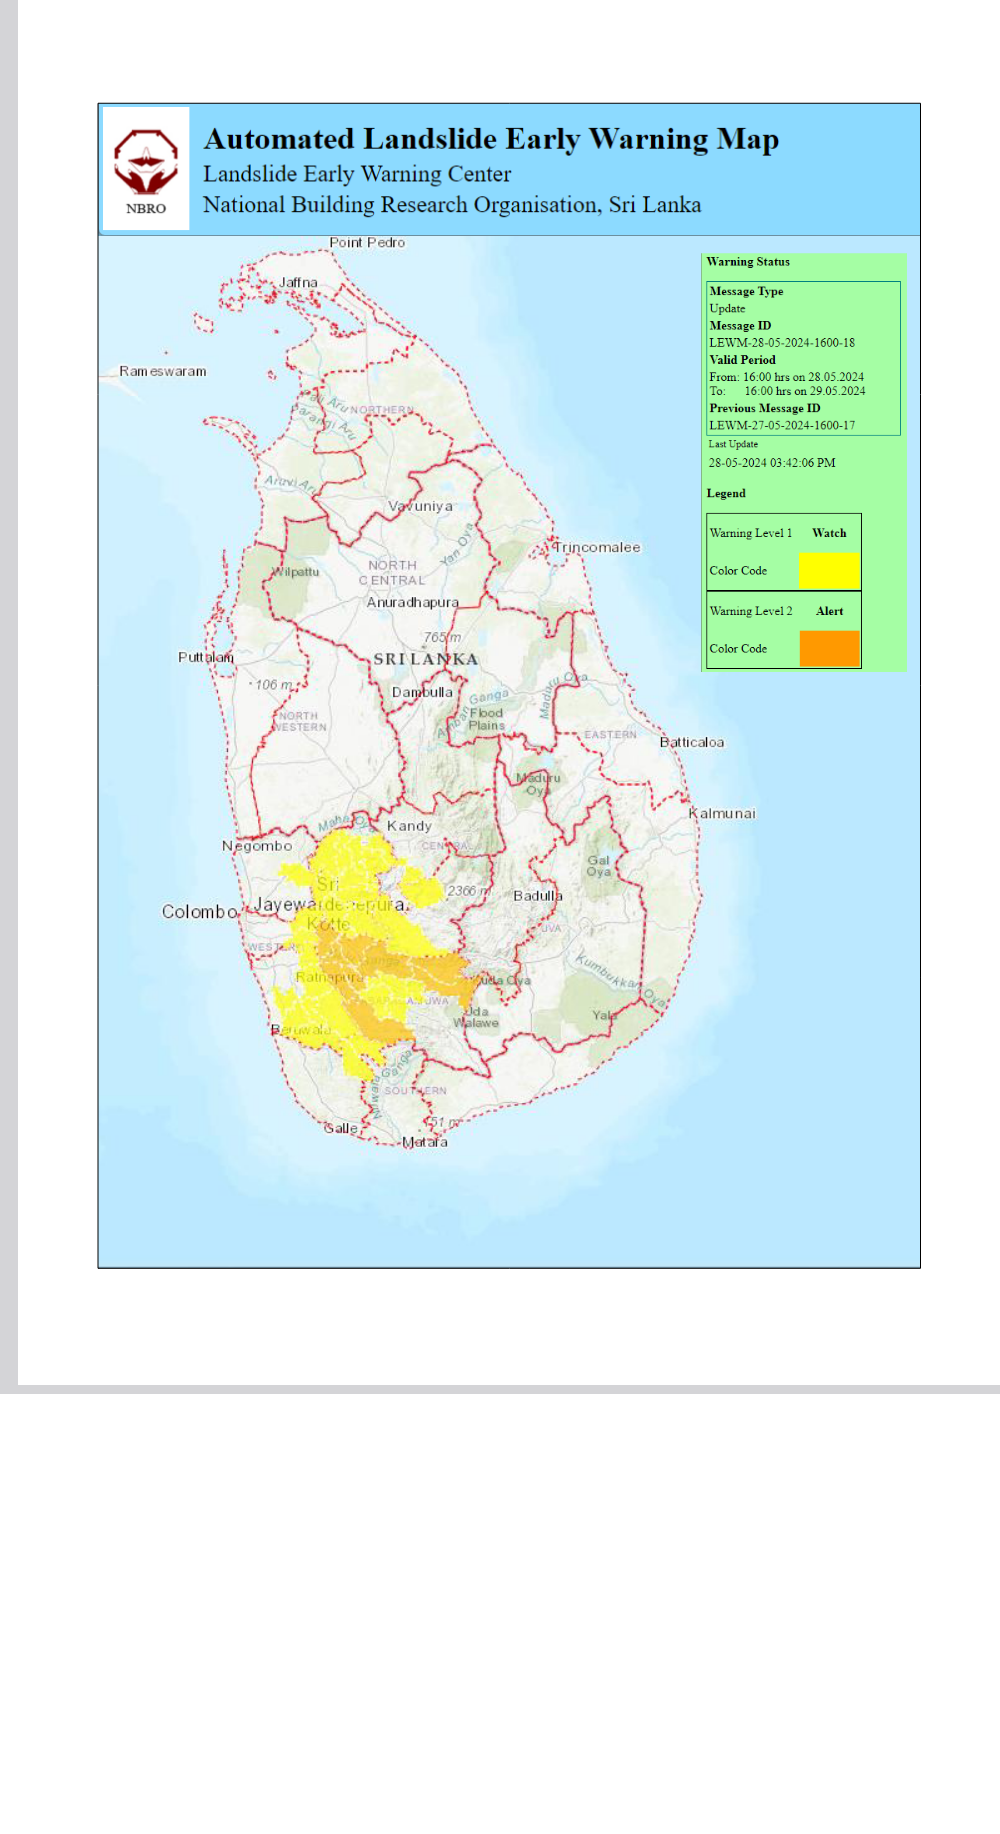 Automated Landslide Early Warning Map
Landslide Early Warning Center
National Building Research Organisation, Sri Lanka
NBRO
Point Pedro
Jaffna
Rameswaram
Pali Aru
Parangi Aru
NORTHERN
Aruvi Aru
Vavuniya
Yan Oya
Trincomalee
Wilpattu
NORTH
CENTRAL
Anuradhapura
765 m
Puttalam
SRI LANKA
106 m
Dambulla
Amban Ganga
Maduru Oya
Flood
Plains
NORTH
WESTERN
EASTERN
Batticaloa
Maduru
Oya
Kalmunai
Maha Oya
Kandy
Negombo
CENTRAL
Gal
Oya
Sri
Jayewardenepura
Kotte
2366 m
Badulla
Colombo
UVA
WESTERN
Ratnapura
SABARAGAMUWA
Kumbukkan Oya
Uda
Walawe
Yala
Beruwala
Nilwala Ganga
SOUTHERN
51 m
Galle
Matara
Warning Status
Message Type
Update
Message ID
LEWM-28-05-2024-1600-18
Valid Period
From: 16:00 hrs on 28.05.2024
To: 16:00 hrs on 29.05.2024
Previous Message ID
LEWM-27-05-2024-1600-17
Last Update
28-05-2024 03:42:06 PM
Legend
Warning Level 1 Watch
Color Code
Warning Level 2 Alert
Color Code